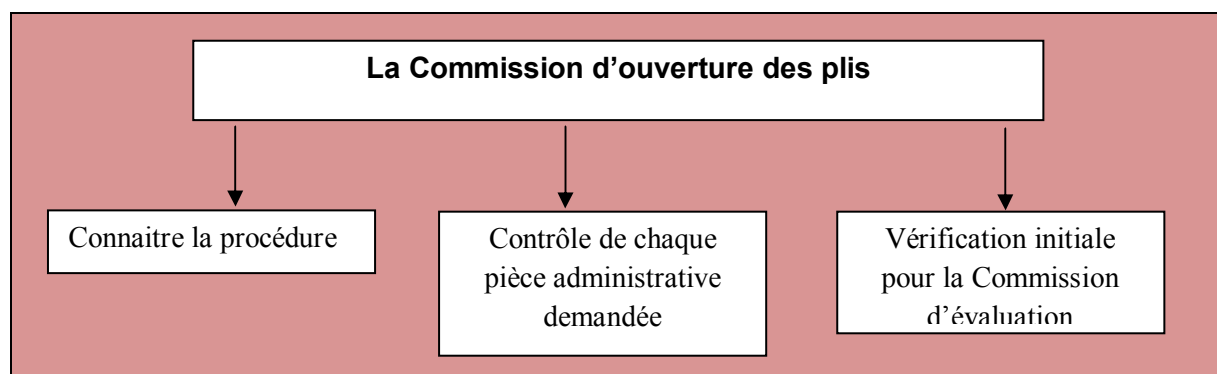 La Commission d'ouverture des plis
Connaitre la procédure
Contrôle de chaque
pièce administrative
demandée
Vérification initiale
pour la Commission
d'évaluation